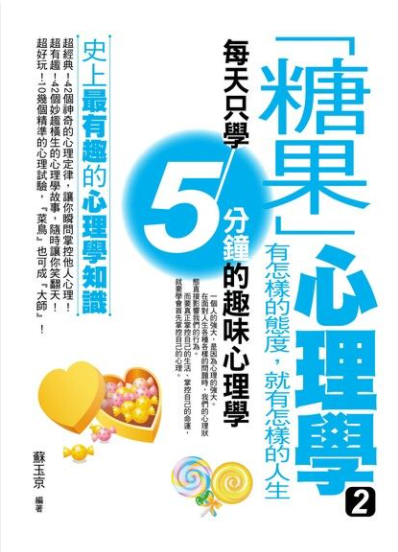 「糖果」心理學
2
有怎樣的態度，就有怎樣的人生
每天只學5分鐘的趣味心理學
一個人的強大，是因為心理的強大。
在面對人生各種各樣的問題時，我們的心理狀
態直接影響我們的行為。
而要真正掌控自己的生活、掌控自己的命運，
就要學會首先掌控自己的心理。
史上最有趣的心理學知識
超經典！42個神奇的心理定律，讓你瞬間掌控他人心理！
超有趣！42個妙趣橫生的心理學故事，隨時讓你笑翻天！
超好玩！10幾個精準的心理試驗，『菜鳥』也可成『大師』！
蘇玉京 編著